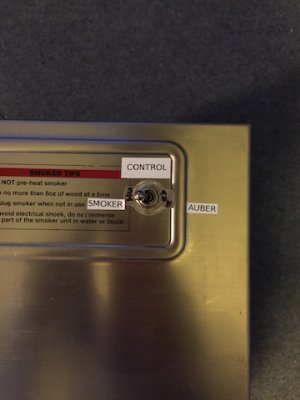 SMOKER TIPS
CONTROL
NOT pre-heat smoker
no more than 8oz of wood at a time
plug smoker when not in use
SMOKER
AUBER
avoid electrical shock, do not immerse
part of the smoker unit in water or liquid